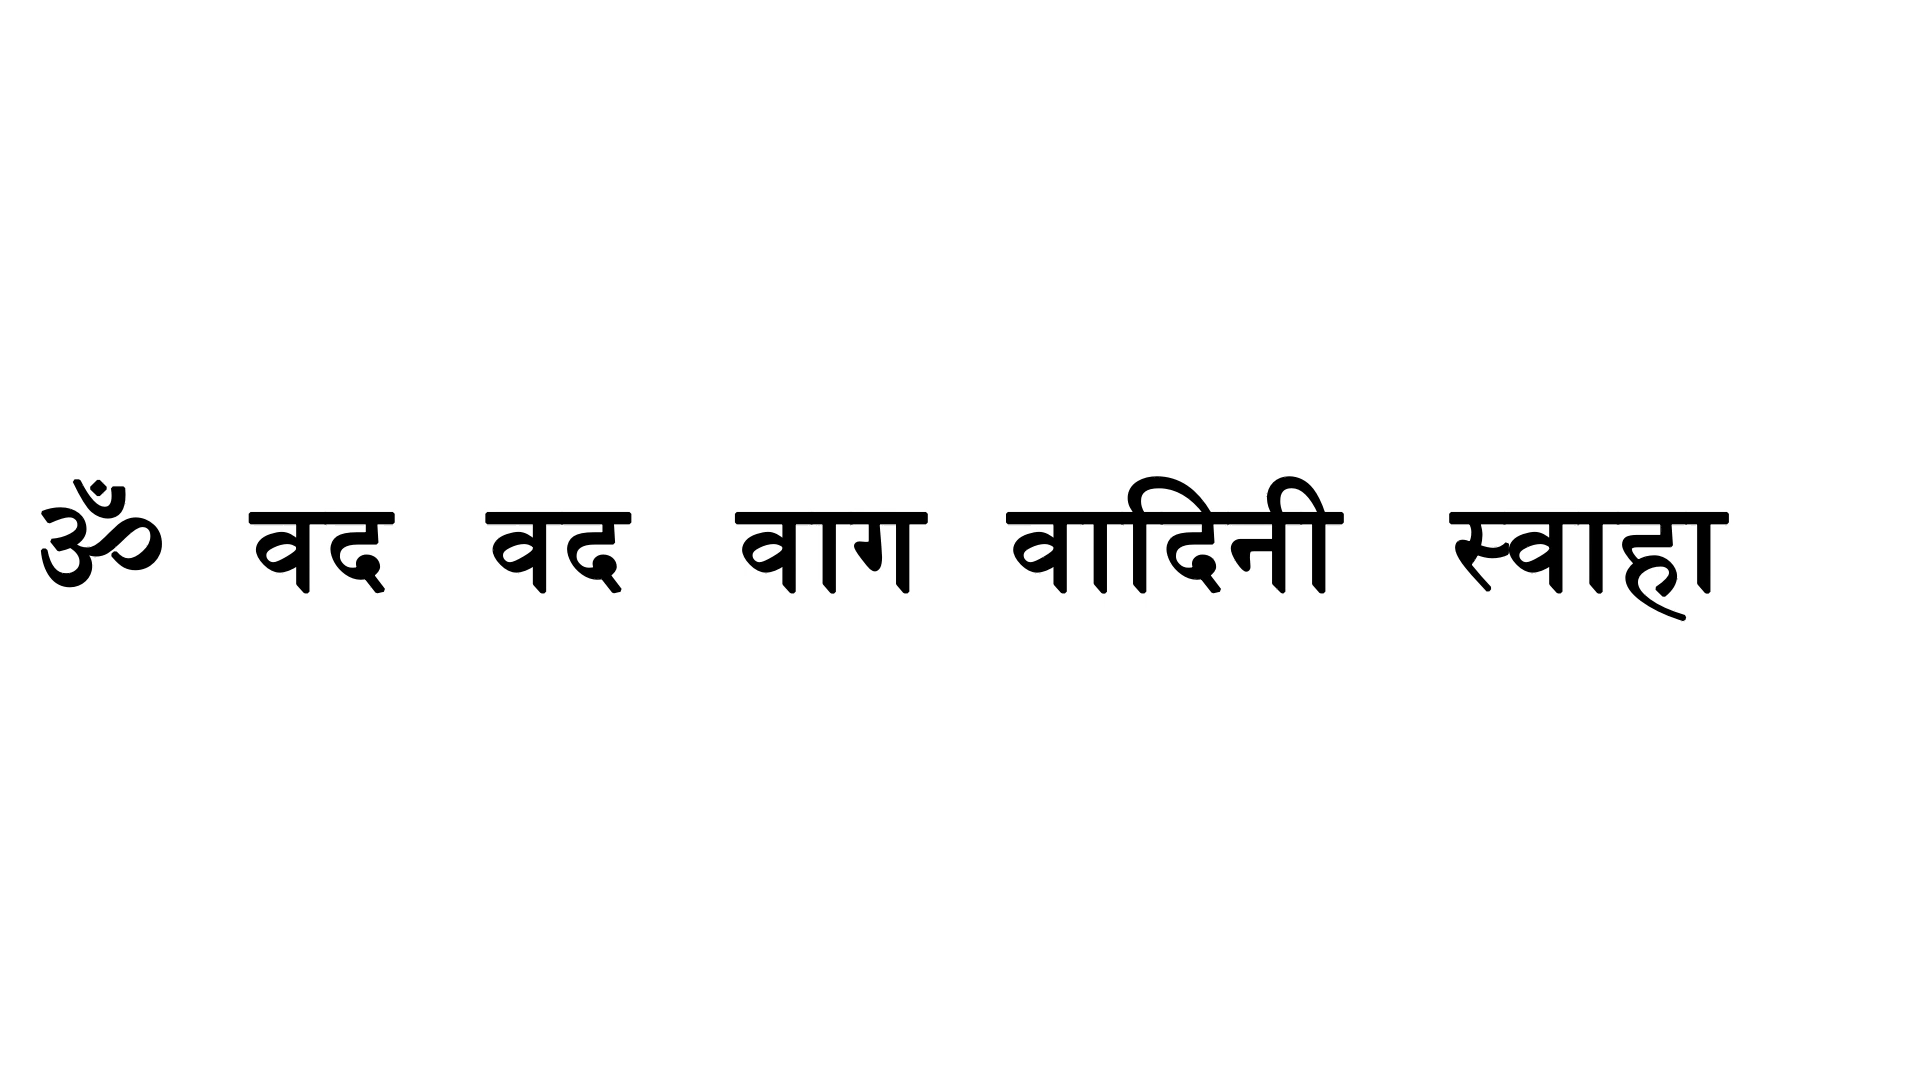 ॐ वद वद वाग वादिनी स्वाहा